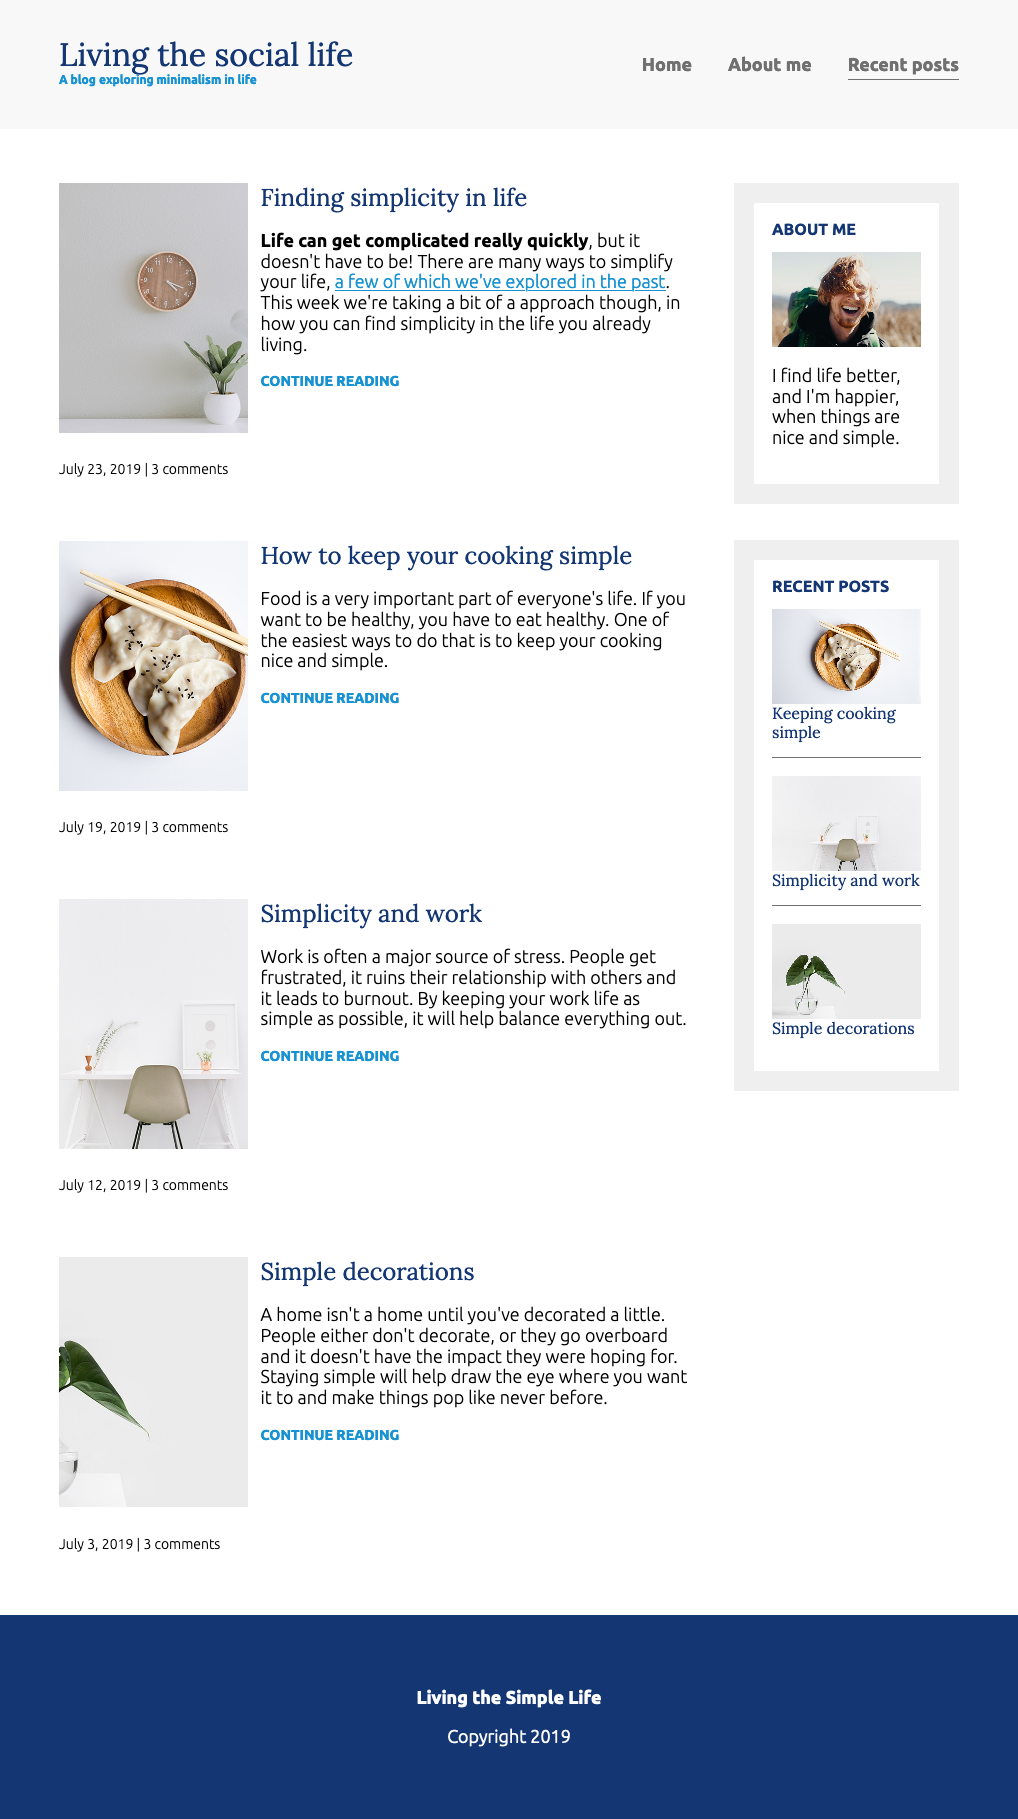 Living the social life
A blog exploring minimalism in life
Home About me Recent posts
Finding simplicity in life
Life can get complicated really quickly, but it
doesn't have to be! There are many ways to simplify
your life, a few of which we've explored in the past.
This week we're taking a bit of a approach though, in
how you can find simplicity in the life you already
living.
CONTINUE READING
July 23, 2019 | 3 comments
How to keep your cooking simple
Food is a very important part of everyone's life. If you
want to be healthy, you have to eat healthy. One of
the easiest ways to do that is to keep your cooking
nice and simple.
CONTINUE READING
July 19, 2019 | 3 comments
Simplicity and work
Work is often a major source of stress. People get
frustrated, it ruins their relationship with others and
it leads to burnout. By keeping your work life as
simple as possible, it will help balance everything out.
CONTINUE READING
July 12, 2019 | 3 comments
Simple decorations
A home isn't a home until you've decorated a little.
People either don't decorate, or they go overboard
and it doesn't have the impact they were hoping for.
Staying simple will help draw the eye where you want
it to and make things pop like never before.
CONTINUE READING
July 3, 2019 | 3 comments
ABOUT ME
I find life better,
and I'm happier,
when things are
nice and simple.
RECENT POSTS
Keeping cooking
simple
Simplicity and work
Simple decorations
Living the Simple Life
Copyright 2019